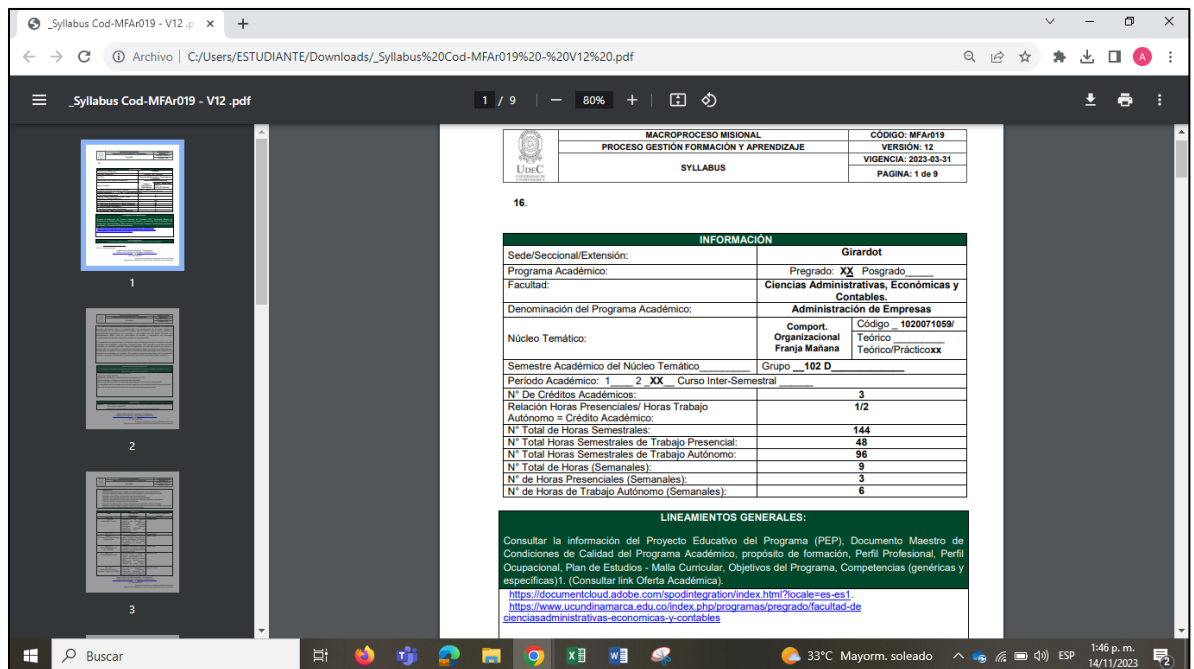 _Syllabus Cod-MFAr019 - V12 .p
Archivo C:/Users/ESTUDIANTE/Downloads/_Syllabus%20Cod-MFAr019%20-%20V12%20.pdf
_Syllabus Cod-MFAr019 - V12 .pdf
1 / 9
80%
1
2
3
UDEC
MACROPROCESO MISIONAL
CÓDIGO: MFAr019
PROCESO GESTIÓN FORMACIÓN Y APRENDIZAJE
VERSIÓN: 12
SYLLABUS
VIGENCIA: 2023-03-31
PAGINA: 1 de 9
16.
INFORMACIÓN
Sede/Seccional/Extensión:
Girardot
Programa Académico:
Pregrado: XX Posgrado_____
Facultad:
Ciencias Administrativas, Económicas y
Contables.
Denominación del Programa Académico:
Administración de Empresas
Núcleo Temático:
Comport.
Organizacional
Franja Mañana
Código _ 1020071059/
Teórico _________
Teórico/Prácticoxx
Semestre Académico del Núcleo Temático_________
Grupo __102 D_____________
Período Académico: 1____ 2 _XX__ Curso Inter-Semestral ______
N° De Créditos Académicos:
3
Relación Horas Presenciales/ Horas Trabajo
Autónomo = Crédito Académico:
1/2
N° Total de Horas Semestrales:
144
N° Total Horas Semestrales de Trabajo Presencial:
48
N° Total Horas Semestrales de Trabajo Autónomo:
96
N° Total de Horas (Semanales):
9
N° de Horas Presenciales (Semanales):
3
N° de Horas de Trabajo Autónomo (Semanales):
6
LINEAMIENTOS GENERALES:
Consultar la información del Proyecto Educativo del Programa (PEP), Documento Maestro de
Condiciones de Calidad del Programa Académico, propósito de formación, Perfil Profesional, Perfil
Ocupacional, Plan de Estudios - Malla Curricular, Objetivos del Programa, Competencias (genéricas y
específicas)1. (Consultar link Oferta Académica).
https://documentcloud.adobe.com/spodintegration/index.html?locale=es-es1.
https://www.ucundinamarca.edu.co/index.php/programas/pregrado/facultad-de
cienciasadministrativas-economicas-y-contables
Buscar
33°C Mayorm. soleado
ESP
1:46 p. m.
14/11/2023
2